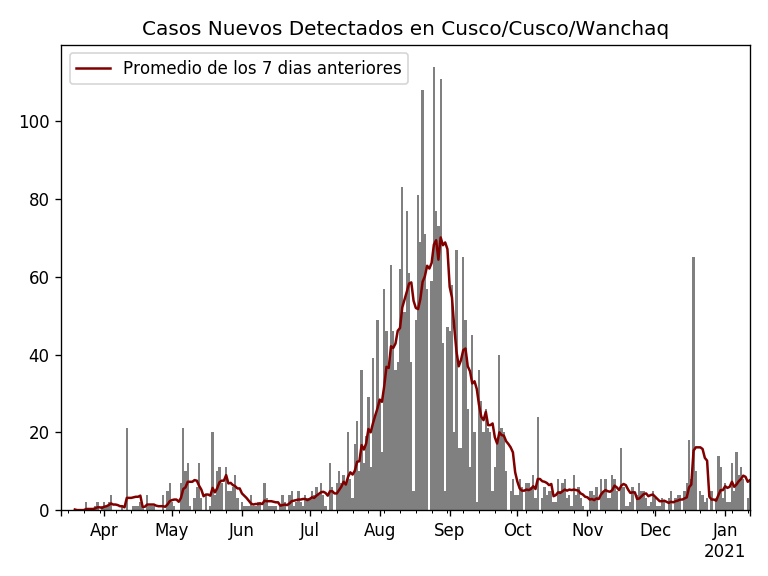 Casos Nuevos Detectados en Cusco/Cusco/Wanchaq
Promedio de los 7 dias anteriores
100
80
60
40
20
0
Apr May Jun Jul Aug Sep Oct Nov Dec Jan
2021